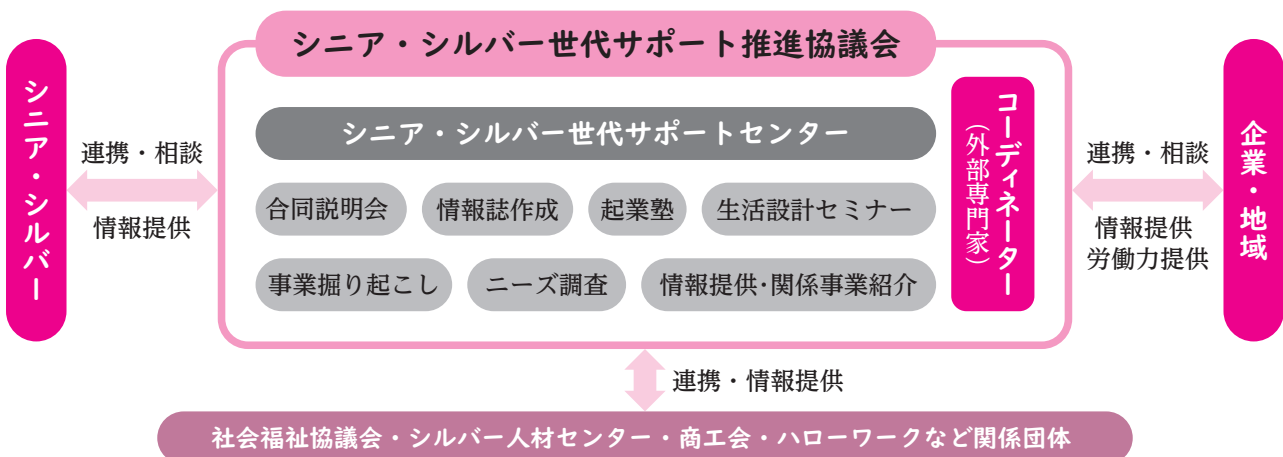 シニア・シルバー世代サポート推進協議会
シニア・シルバー
連携・相談
情報提供
シニア・シルバー世代サポートセンター
合同説明会
情報誌作成
起業塾
生活設計セミナー
事業掘り起こし
ニーズ調査
情報提供･関係事業紹介
コーディネーター
（外部専門家）
連携・相談
情報提供
労働力提供
企業・地域
連携・情報提供
社会福祉協議会・シルバー人材センター・商工会・ハローワークなど関係団体